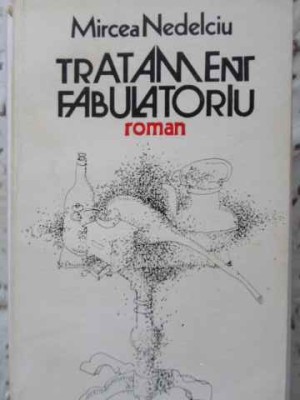 Mircea Nedelciu
TRATAMENT
FABULATORIU
roman